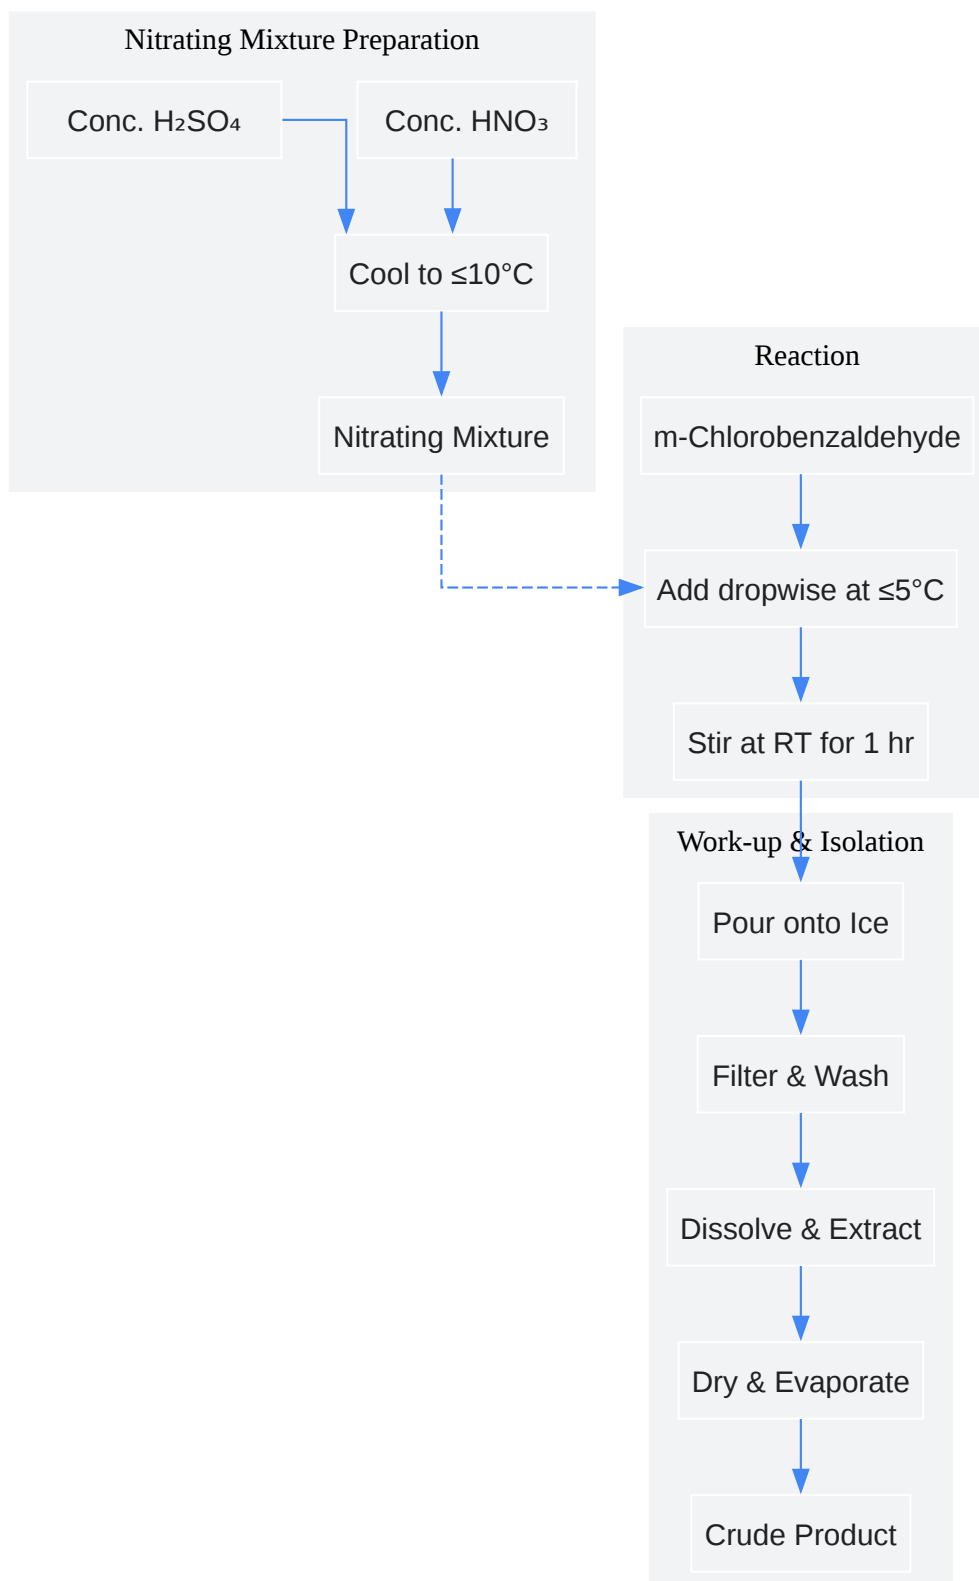 Nitrating Mixture Preparation
Conc. H₂SO₄
Conc. HNO₃
Cool to ≤10°C
Nitrating Mixture
Reaction
m-Chlorobenzaldehyde
Add dropwise at ≤5°C
Stir at RT for 1 hr
Work-up & Isolation
Pour onto Ice
Filter & Wash
Dissolve & Extract
Dry & Evaporate
Crude Product